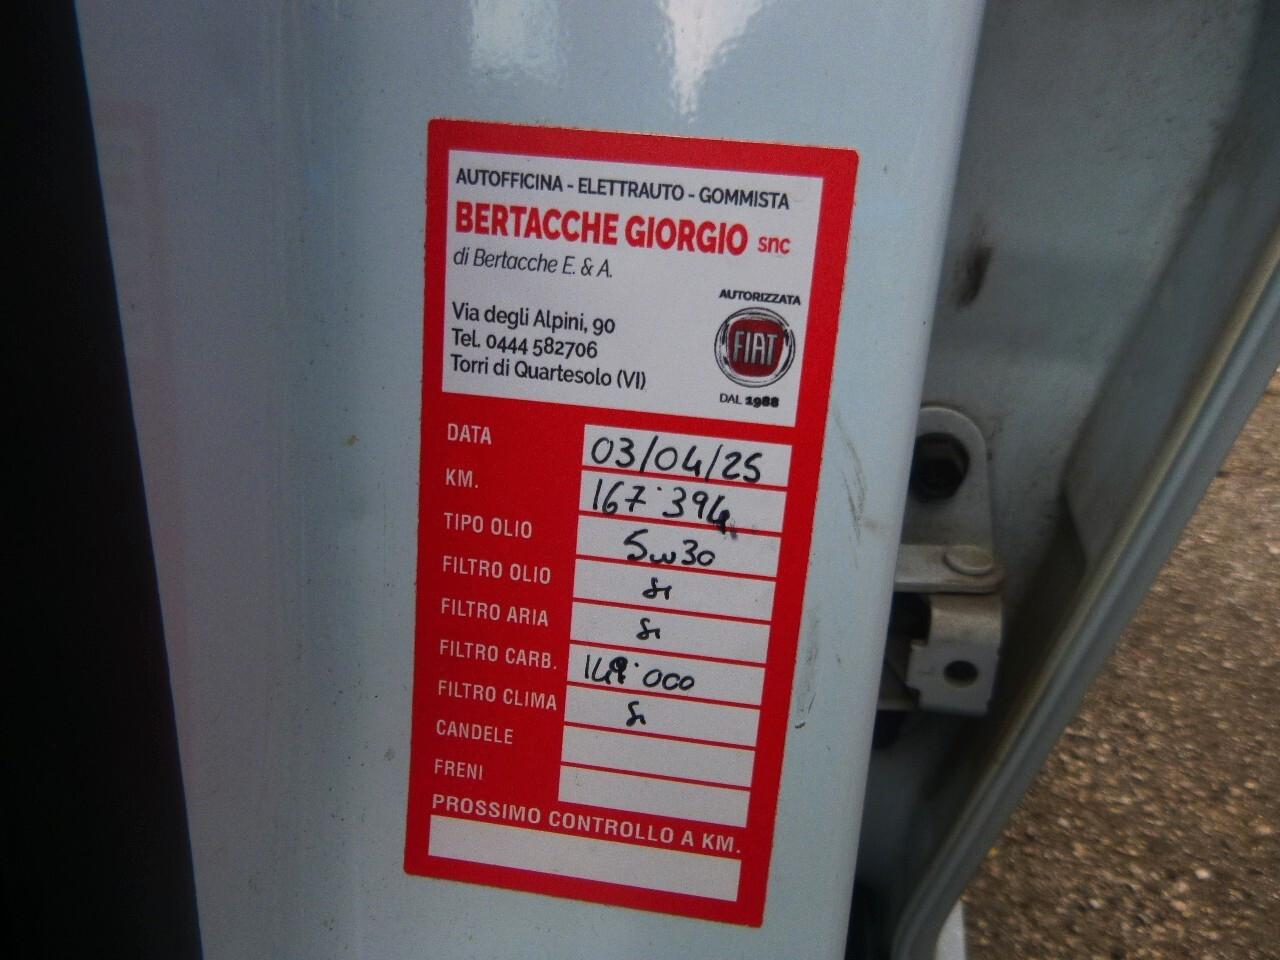 AUTOFFICINA - ELETTRAUTO - GOMMISTA
BERTACCHE GIORGIO snc
di Bertacche E. & A.
Via degli Alpini, 90
Tel. 0444 582706
Torri di Quartesolo (VI)
AUTORIZZATA
FIAT
DAL 1988
DATA 03/04/25
KM. 167·394
TIPO OLIO 5w30
FILTRO OLIO si
FILTRO ARIA si
FILTRO CARB.
FILTRO CLIMA si
CANDELE
FRENI
PROSSIMO CONTROLLO A KM.